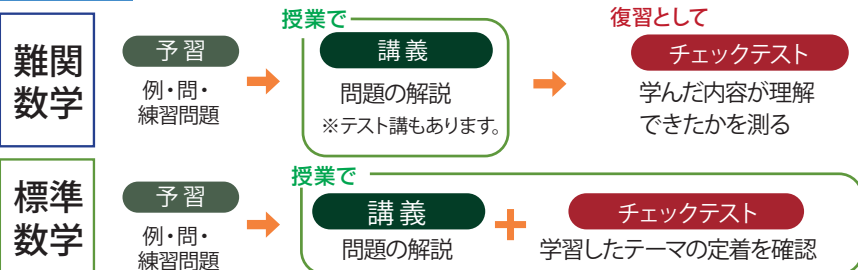 難関
数学
予習
例・問・
練習問題
授業で
講義
問題の解説
※テスト講もあります。
復習として
チェックテスト
学んだ内容が理解
できたかを測る
標準
数学
予習
例・問・
練習問題
授業で
講義
問題の解説
+
チェックテスト
学習したテーマの定着を確認